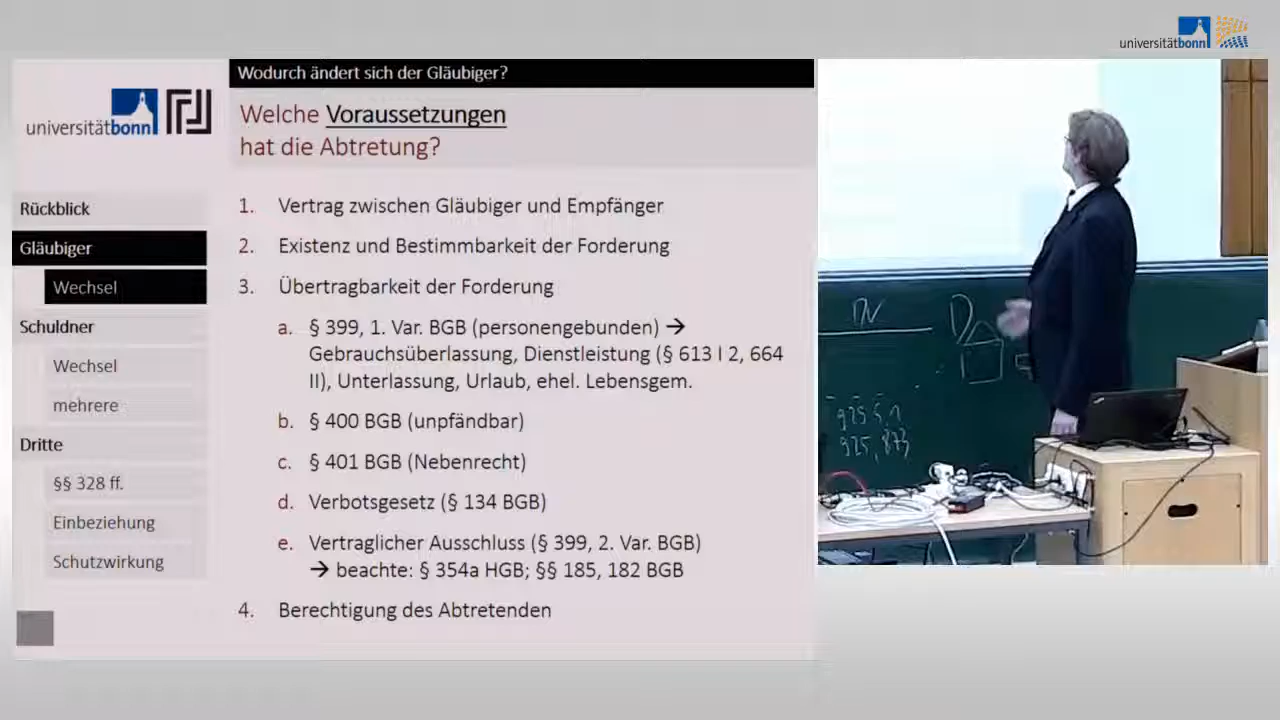 universitätbonn
Wodurch ändert sich der Gläubiger?
universitätbonn
Welche Voraussetzungen
hat die Abtretung?
Rückblick
Gläubiger
Wechsel
Schuldner
Wechsel
mehrere
Dritte
§§ 328 ff.
Einbeziehung
Schutzwirkung
1. Vertrag zwischen Gläubiger und Empfänger
2. Existenz und Bestimmbarkeit der Forderung
3. Übertragbarkeit der Forderung
a. § 399, 1. Var. BGB (personengebunden) →
Gebrauchsüberlassung, Dienstleistung (§ 613 I 2, 664
II), Unterlassung, Urlaub, ehel. Lebensgem.
b. § 400 BGB (unpfändbar)
c. § 401 BGB (Nebenrecht)
d. Verbotsgesetz (§ 134 BGB)
e. Vertraglicher Ausschluss (§ 399, 2. Var. BGB)
→ beachte: § 354a HGB; §§ 185, 182 BGB
4. Berechtigung des Abtretenden
D
925, 873